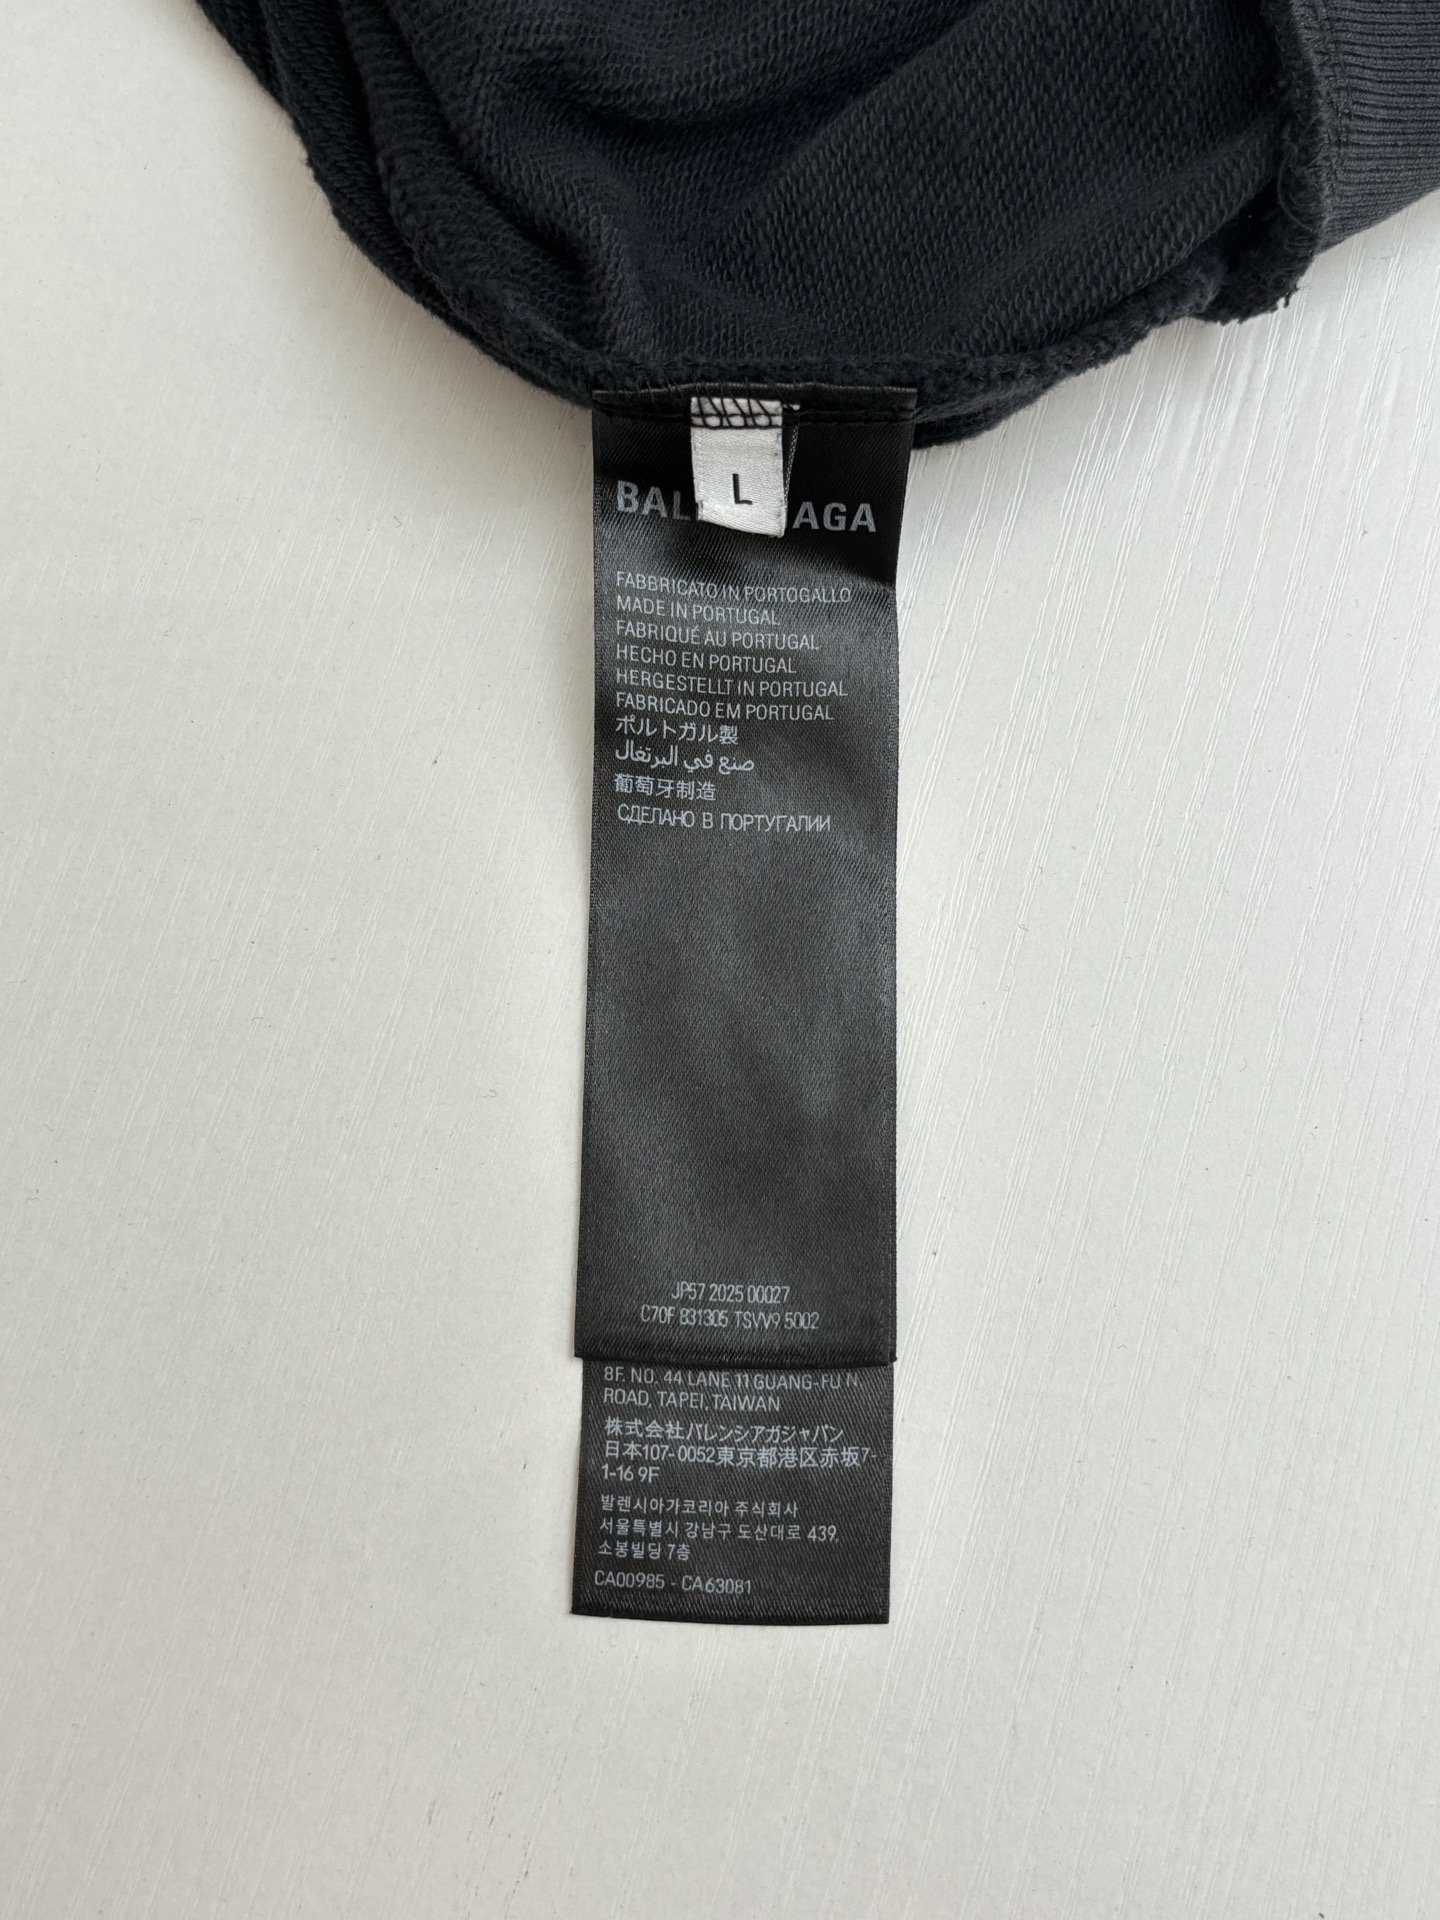 L
BAL AGA
FABBRICATO IN PORTOGALLO
MADE IN PORTUGAL
FABRIQUÉ AU PORTUGAL
HECHO EN PORTUGAL
HERGESTELLT IN PORTUGAL
FABRICADO EM PORTUGAL
ポルトガル製
صنع في البرتغال
葡萄牙制造
СДЕЛАНО В ПОРТУГАЛИИ
JP57 2025 00027
C70F 831305 TSVV9 5002
8F. NO. 44 LANE 11 GUANG-FU N.
ROAD, TAPEI, TAIWAN
株式会社バレンシアガジャパン
日本107-0052東京都港区赤坂7-
1-16 9F
발렌시아가코리아 주식회사
서울특별시 강남구 도산대로 439,
소봉빌딩 7층
CA00985 - CA63081